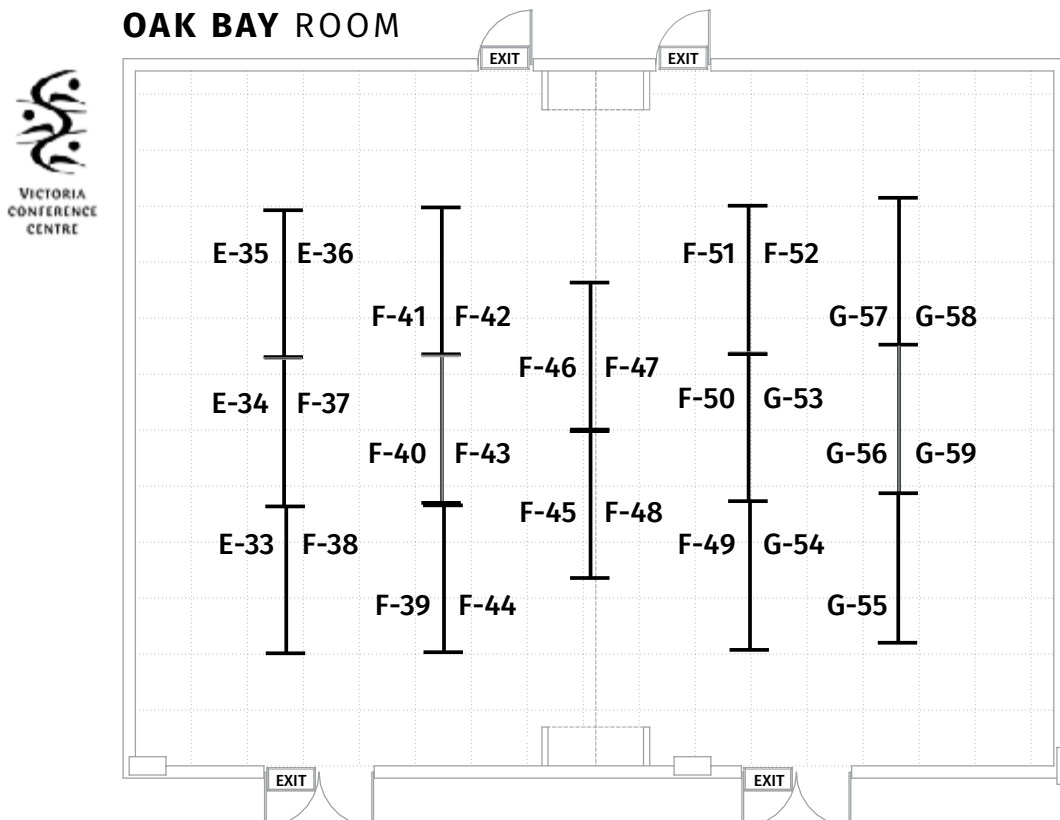 OAK BAY ROOM
EXIT EXIT
VICTORIA
CONFERENCE
CENTRE
E-35 E-36
F-51 F-52
F-41 F-42
G-57 G-58
F-46 F-47
E-34 F-37
F-50 G-53
F-40 F-43
G-56 G-59
F-45 F-48
E-33 F-38
F-49 G-54
F-39 F-44
G-55
EXIT EXIT